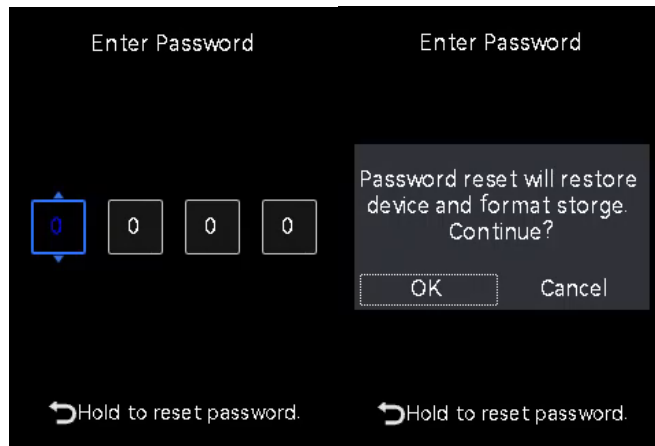 Enter Password
0 0 0 0
Hold to reset password.
Enter Password
Password reset will restore
device and format storge.
Continue?
OK Cancel
Hold to reset password.